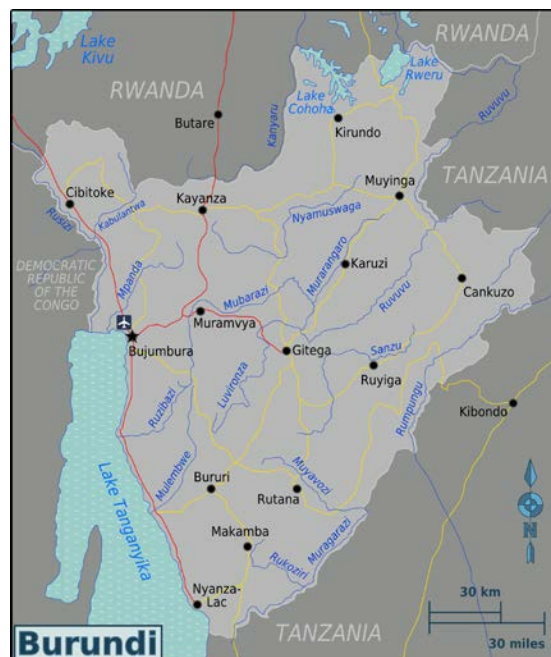 Lake
Kivu
RWANDA
RWANDA
Lake
Rweru
Lake
Cohoha
Butare
Kanyaru
Kirundo
Ruvuvu
TANZANIA
Muyinga
Cibitoke
Kayanza
Nyamuswaga
Kabulantwa
Rusizi
DEMOCRATIC
REPUBLIC
OF THE
CONGO
Mpanda
Murarangaro
Karuzi
Ruvuvu
Cankuzo
Mubarazi
Muramvya
Bujumbura
Gitega
Sanzu
Ruyiga
Ruzibazi
Luvironza
Rumpungu
Kibondo
Lake Tanganyika
Mulembwe
Bururi
Muyavozi
Rutana
Makamba
Rukoziri
Muragarazi
N
Nyanza-
Lac
30 km
30 miles
TANZANIA
Burundi